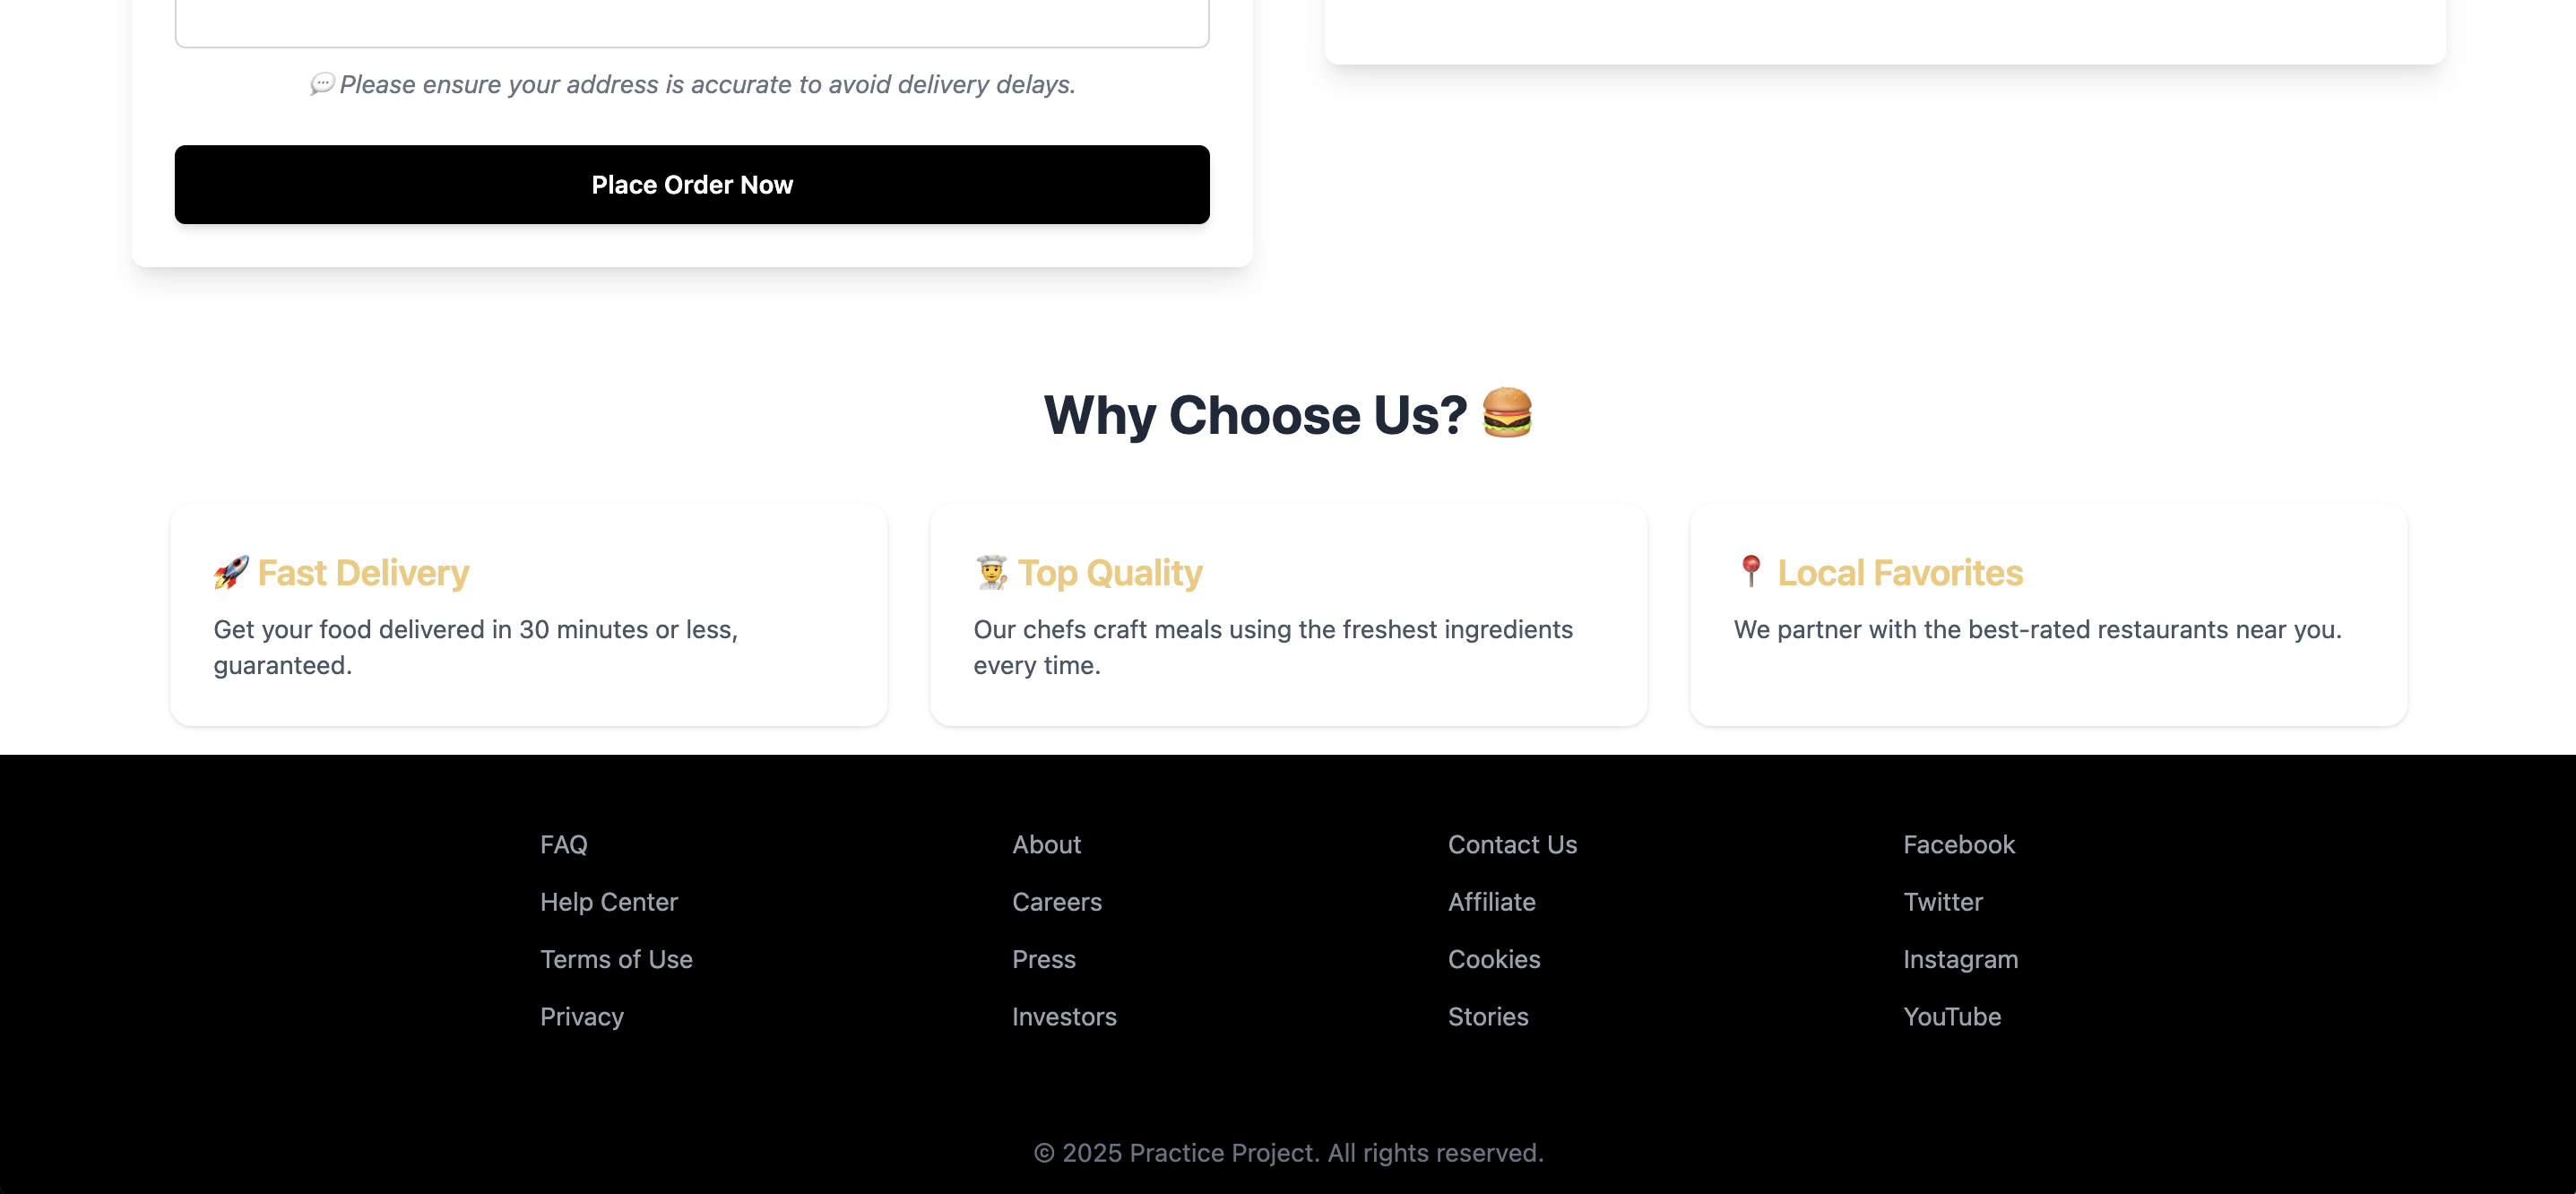 💬 Please ensure your address is accurate to avoid delivery delays.
Place Order Now
Why Choose Us? 🍔
🚀 Fast Delivery
Get your food delivered in 30 minutes or less,
guaranteed.
👨‍🍳 Top Quality
Our chefs craft meals using the freshest ingredients
every time.
📍 Local Favorites
We partner with the best-rated restaurants near you.
FAQ
Help Center
Terms of Use
Privacy
About
Careers
Press
Investors
Contact Us
Affiliate
Cookies
Stories
Facebook
Twitter
Instagram
YouTube
© 2025 Practice Project. All rights reserved.